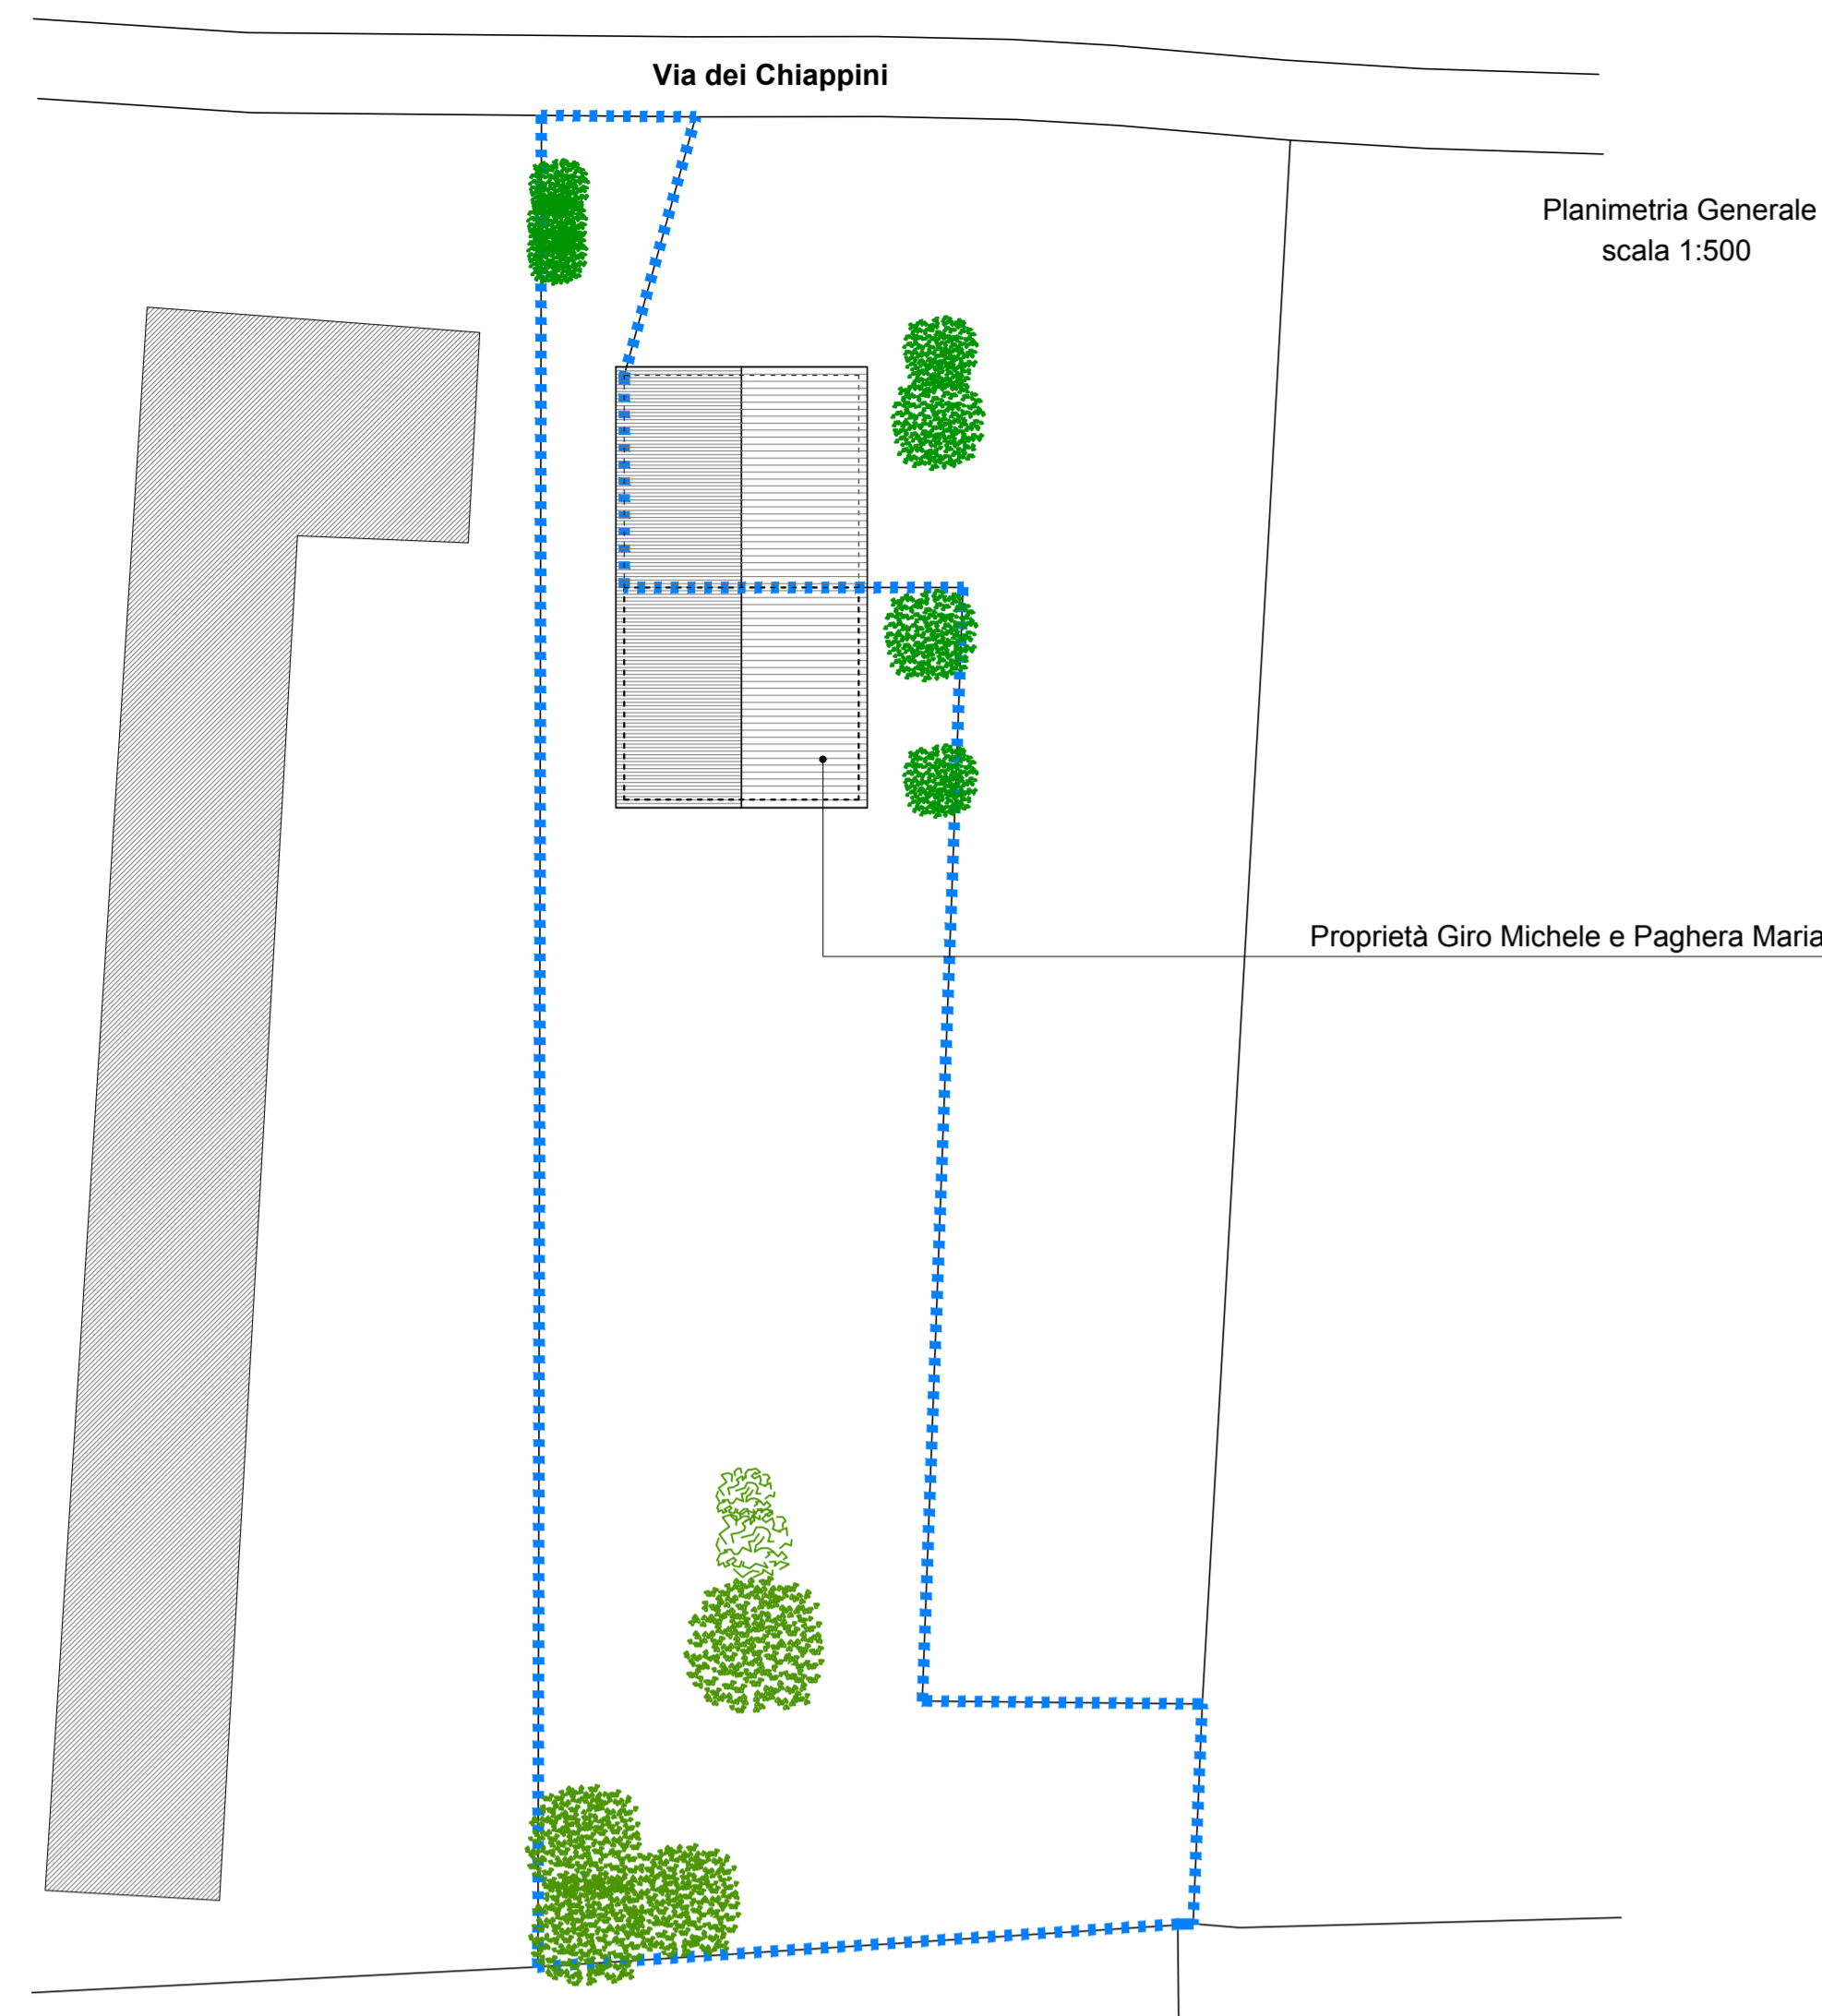 Via dei Chiappini
Planimetria Generale
scala 1:500
Proprietà Giro Michele e Paghera Maria